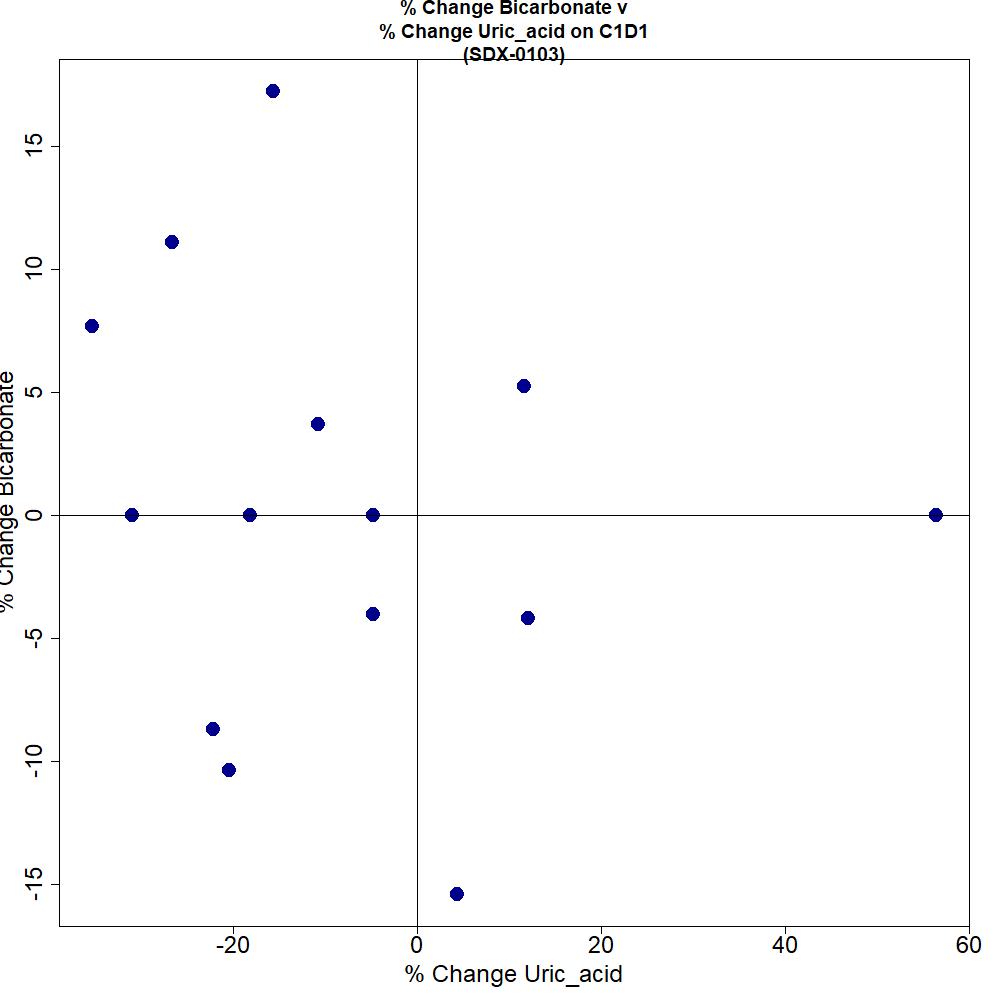 % Change Bicarbonate v
% Change Uric_acid on C1D1
(SDX-0103)
% Change Bicarbonate
15
10
5
0
-5
-10
-15
-20
0
20
40
60
% Change Uric_acid